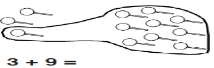 3 + 9 =